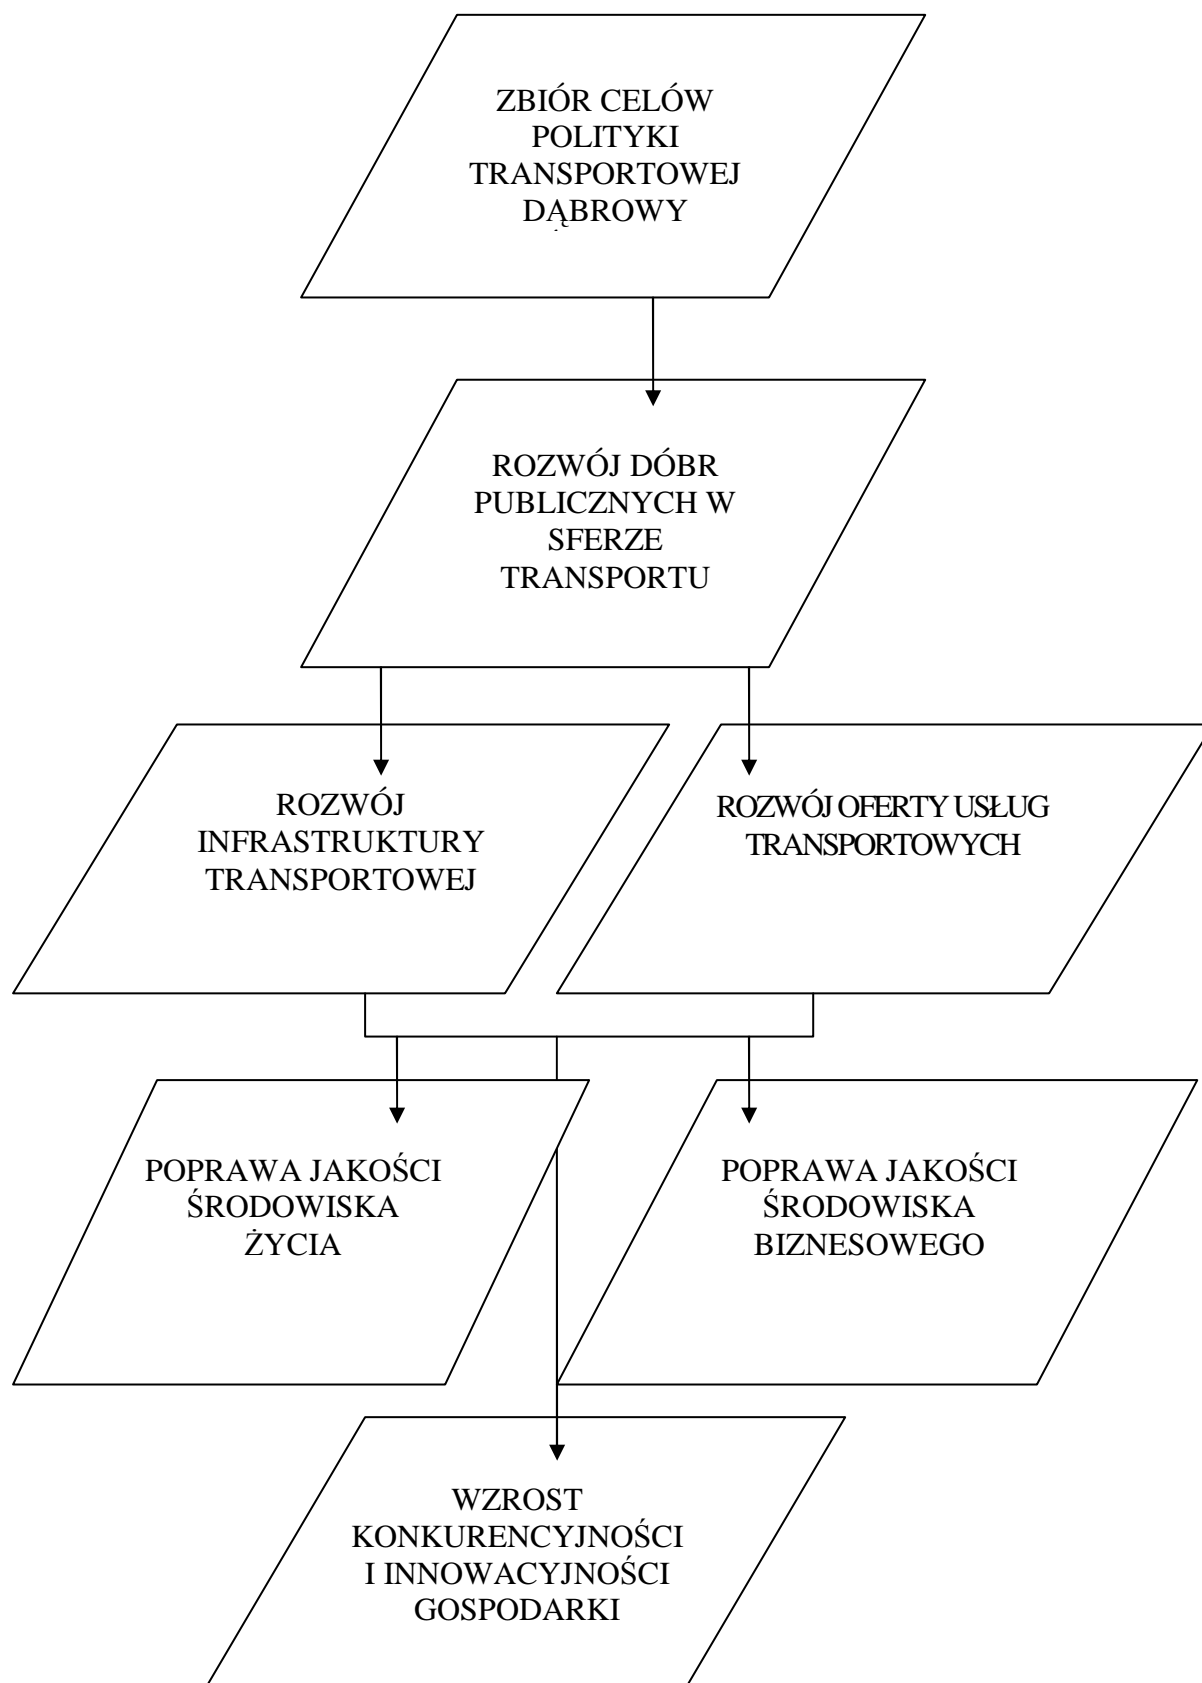 ZBIÓR CELÓW
POLITYKI
TRANSPORTOWEJ
DĄBROWY
ROZWÓJ DÓBR
PUBLICZNYCH W
SFERZE
TRANSPORTU
ROZWÓJ
INFRASTRUKTURY
TRANSPORTOWEJ
ROZWÓJ OFERTY USŁUG
TRANSPORTOWYCH
POPRAWA JAKOŚCI
ŚRODOWISKA
ŻYCIA
POPRAWA JAKOŚCI
ŚRODOWISKA
BIZNESOWEGO
WZROST
KONKURENCYJNOŚCI
I INNOWACYJNOŚCI
GOSPODARKI